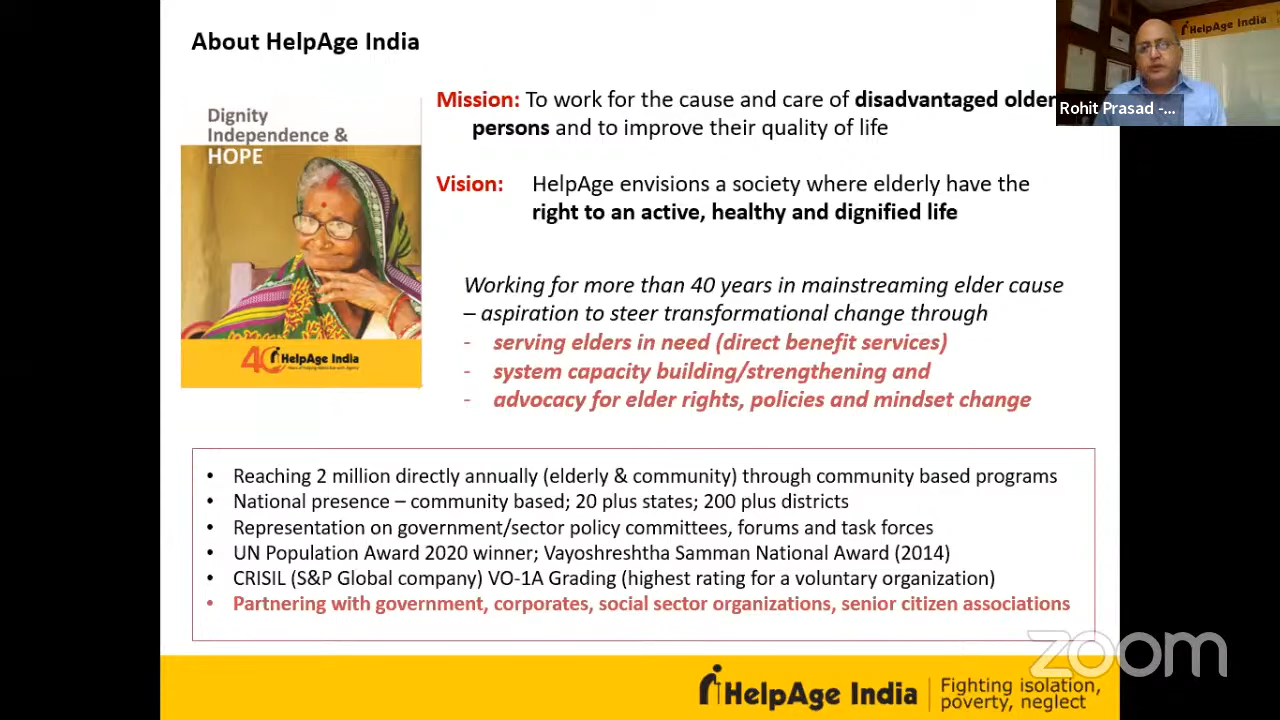 About HelpAge India
HelpAge India
Rohit Prasad -...
Dignity
Independence &
HOPE
40 HelpAge India
Mission: To work for the cause and care of disadvantaged older
persons and to improve their quality of life
Vision: HelpAge envisions a society where elderly have the
right to an active, healthy and dignified life
Working for more than 40 years in mainstreaming elder cause
– aspiration to steer transformational change through
- serving elders in need (direct benefit services)
- system capacity building/strengthening and
- advocacy for elder rights, policies and mindset change
• Reaching 2 million directly annually (elderly & community) through community based programs
• National presence – community based; 20 plus states; 200 plus districts
• Representation on government/sector policy committees, forums and task forces
• UN Population Award 2020 winner; Vayoshreshtha Samman National Award (2014)
• CRISIL (S&P Global company) VO-1A Grading (highest rating for a voluntary organization)
• Partnering with government, corporates, social sector organizations, senior citizen associations
zoom
HelpAge India
Fighting isolation,
poverty, neglect